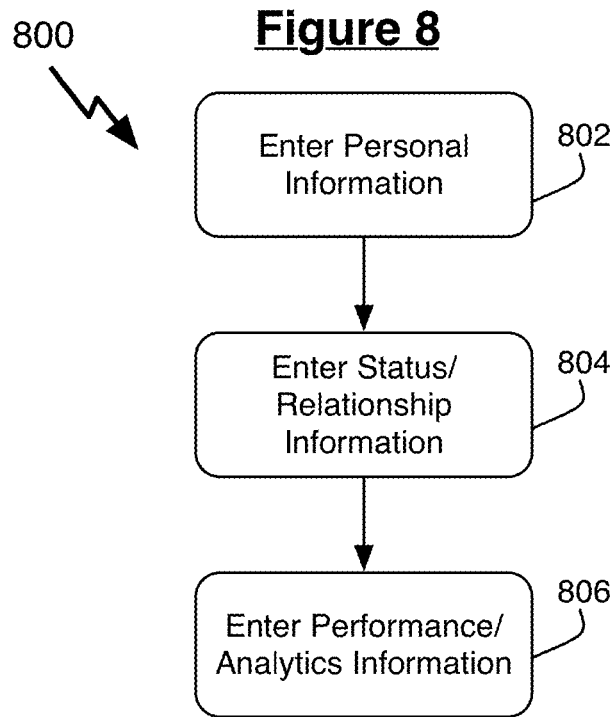 Figure 8
800
Enter Personal
Information
802
Enter Status/
Relationship
Information
804
Enter Performance/
Analytics Information
806